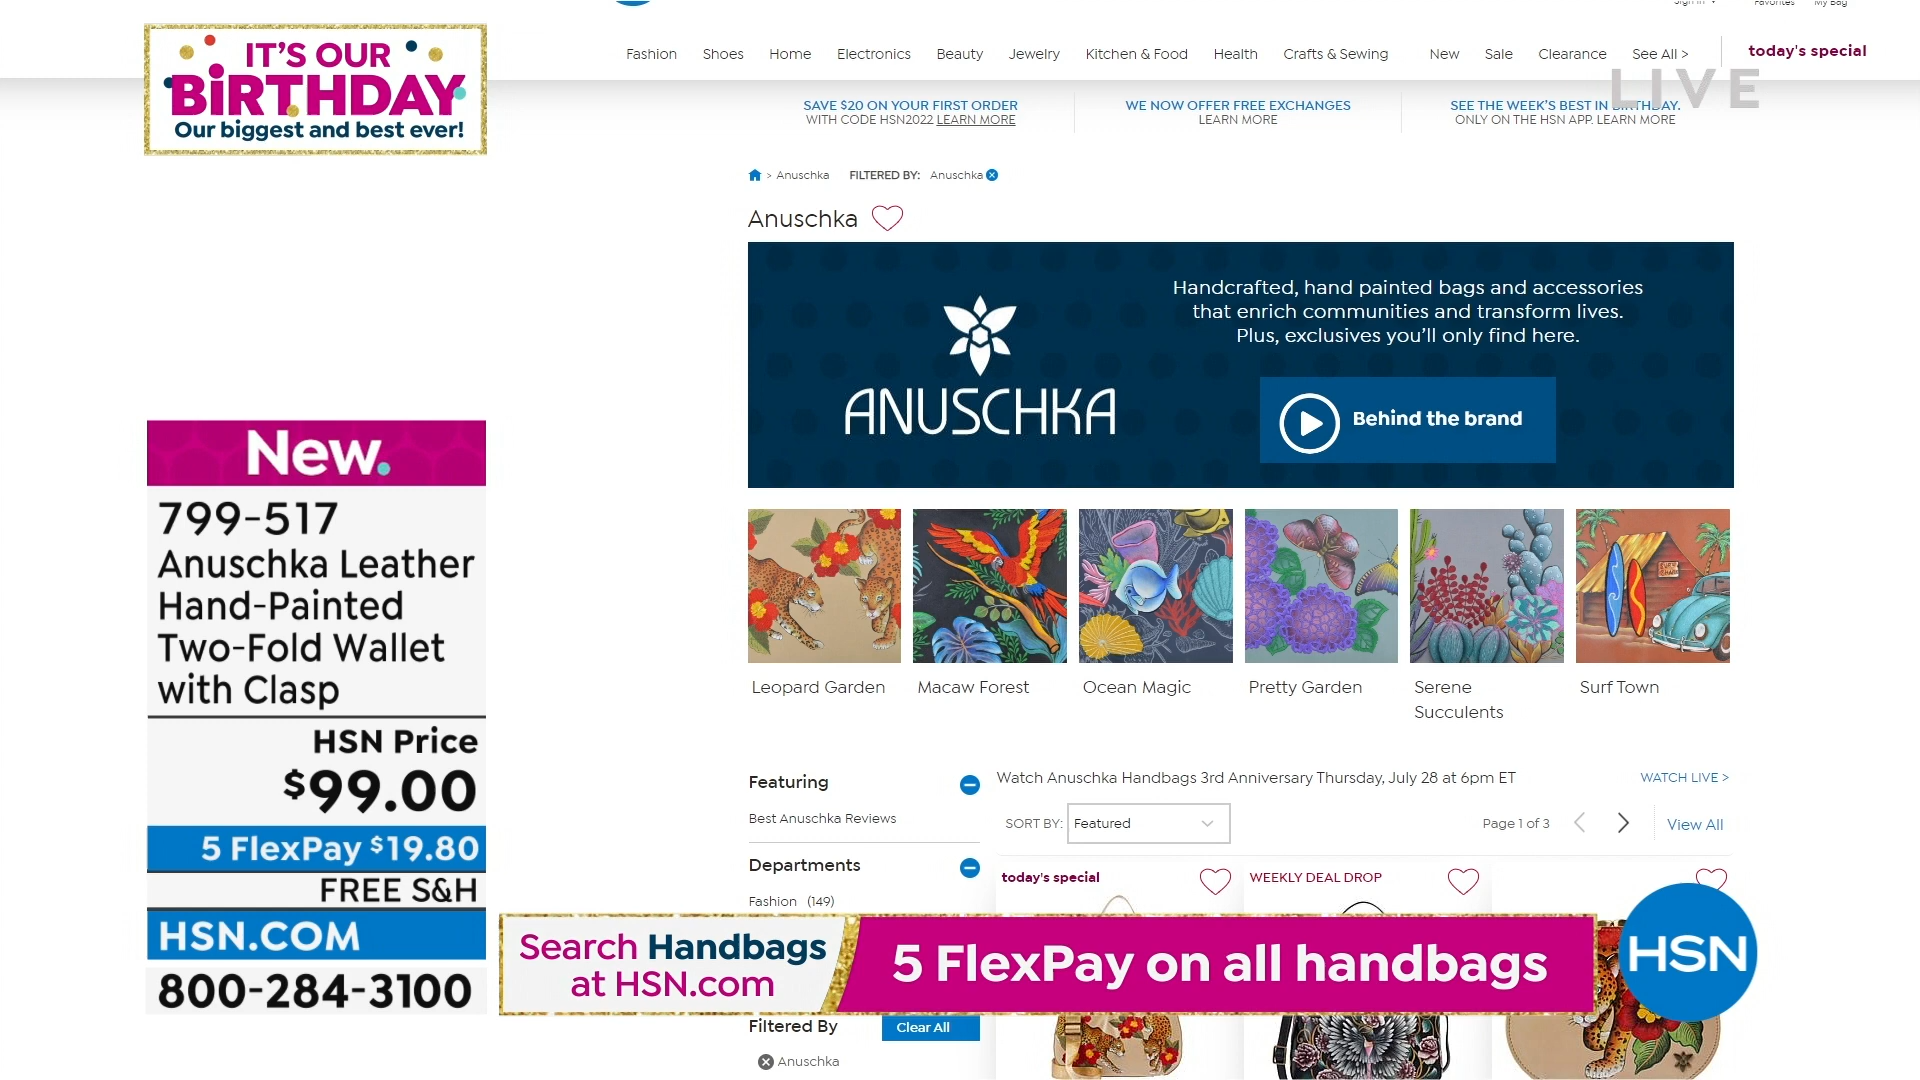 Sign In
Favorites
My Bag
Fashion
Shoes
Home
Electronics
Beauty
Jewelry
Kitchen & Food
Health
Crafts & Sewing
New
Sale
Clearance
See All >
today's special
LIVE
IT'S OUR
BiRTHDAY
Our biggest and best ever!
SAVE $20 ON YOUR FIRST ORDER
WITH CODE HSN2022 LEARN MORE
WE NOW OFFER FREE EXCHANGES
LEARN MORE
SEE THE WEEK'S BEST IN BIRTHDAY.
ONLY ON THE HSN APP. LEARN MORE
> Anuschka
FILTERED BY: Anuschka
Anuschka
ANUSCHKA
Handcrafted, hand painted bags and accessories
that enrich communities and transform lives.
Plus, exclusives you'll only find here.
Behind the brand
Leopard Garden
Macaw Forest
Ocean Magic
Pretty Garden
Serene
Succulents
Surf Town
New.
799-517
Anuschka Leather
Hand-Painted
Two-Fold Wallet
with Clasp
HSN Price
$99.00
5 FlexPay $19.80
FREE S&H
HSN.COM
800-284-3100
Featuring
Best Anuschka Reviews
Departments
Fashion (149)
Filtered By
Clear All
Anuschka
Watch Anuschka Handbags 3rd Anniversary Thursday, July 28 at 6pm ET
WATCH LIVE >
SORT BY: Featured
Page 1 of 3
View All
today's special
WEEKLY DEAL DROP
Search Handbags
at HSN.com
5 FlexPay on all handbags
HSN